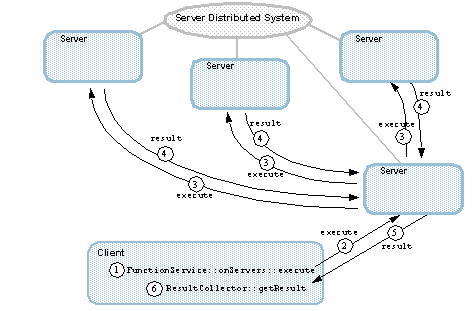 Server Distributed System
Server
Server
Server
result
4
3
execute
result
4
3
execute
4
result
execute
3
Server
execute
2
5
result
Client
1 FunctionService::onServers::execute
6 ResultCollector::getResult